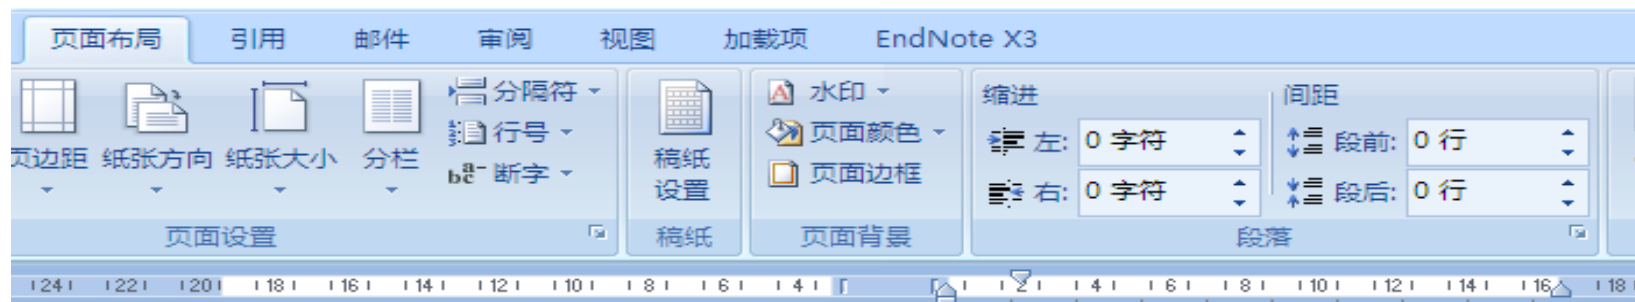 页面布局 引用 邮件 审阅 视图 加载项 EndNote X3
分隔符 水印 缩进 间距
行号 页面颜色 左: 0 字符 段前: 0 行
页边距 纸张方向 纸张大小 分栏 断字 稿纸设置 页面边框 右: 0 字符 段后: 0 行
页面设置 稿纸 页面背景 段落
24 22 20 18 16 14 12 10 8 6 4 2 4 6 8 10 12 14 16 18